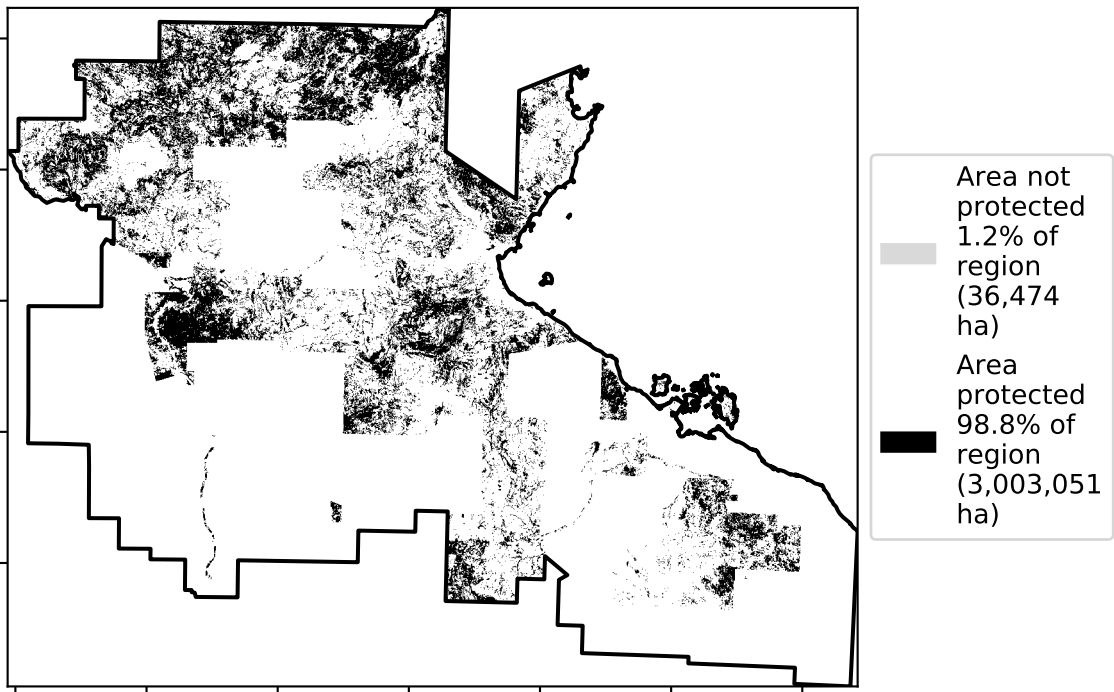 Area not
protected
1.2% of
region
(36,474
ha)
Area
protected
98.8% of
region
(3,003,051
ha)